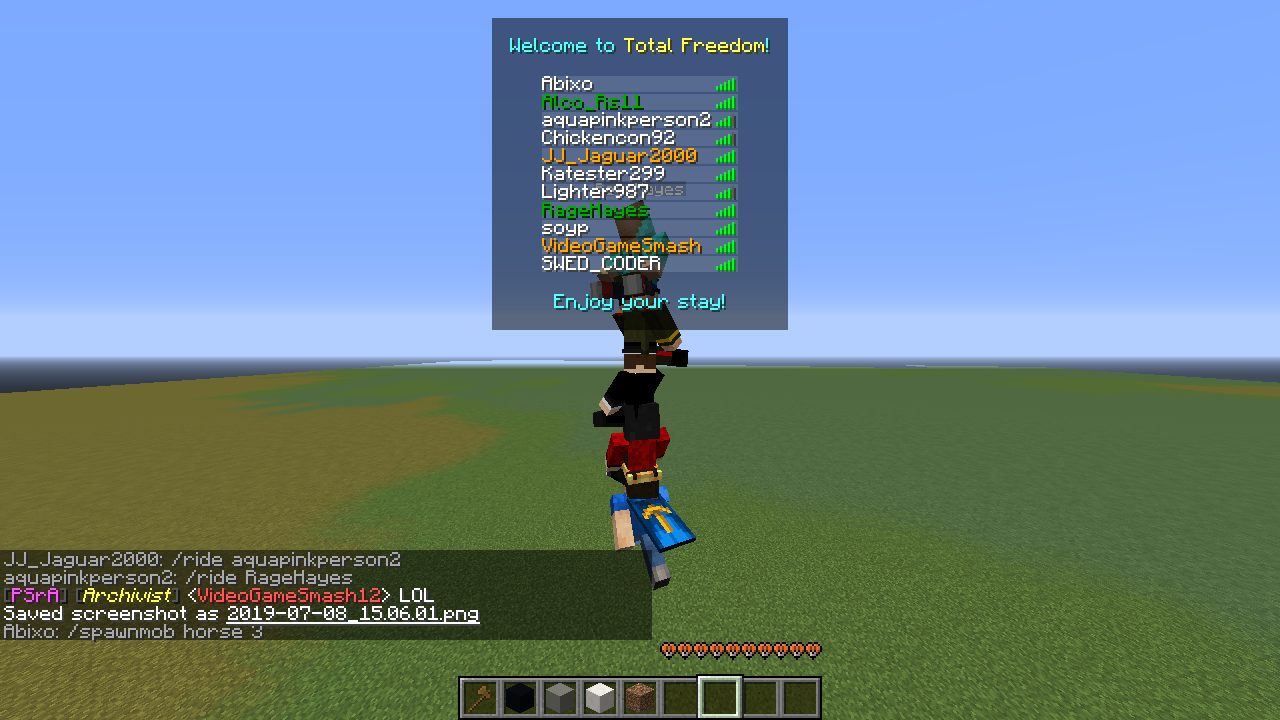 Welcome to Total Freedom!
Abixo
Alco_Rs11
aquapinkperson2
Chickencon92
JJ_Jaguar2000
Katester299
Lighter987
RageHayes
soyp
VideoGameSmash
SWED_CODER
Enjoy your stay!
JJ_Jaguar2000: /ride aquapinkperson2
aquapinkperson2: /ride RageHayes
[PSrA] [Archivist] <VideoGameSmash12> LOL
Saved screenshot as 2019-07-08_15.06.01.png
Abixo: /spawnmob horse 3